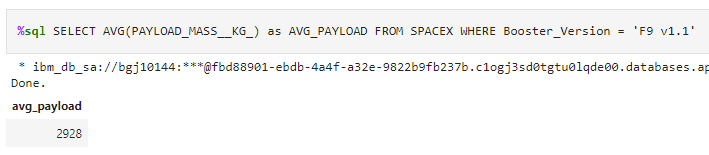 %sql SELECT AVG(PAYLOAD_MASS__KG_) as AVG_PAYLOAD FROM SPACEX WHERE Booster_Version = 'F9 v1.1'
* ibm_db_sa://bgj10144:***@fbd88901-ebdb-4a4f-a32e-9822b9fb237b.c1ogj3sd0tgtu0lqde00.databases.ap
Done.
avg_payload
2928